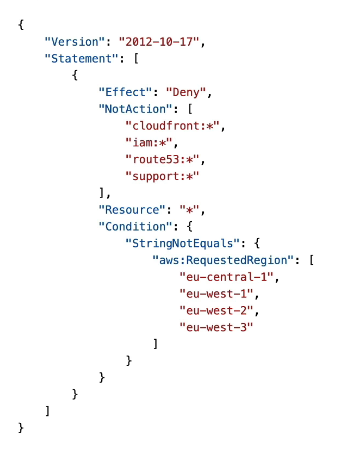 {
    "Version": "2012-10-17",
    "Statement": [
        {
            "Effect": "Deny",
            "NotAction": [
                "cloudfront:*",
                "iam:*",
                "route53:*",
                "support:*"
            ],
            "Resource": "*",
            "Condition": {
                "StringNotEquals": {
                    "aws:RequestedRegion": [
                        "eu-central-1",
                        "eu-west-1",
                        "eu-west-2",
                        "eu-west-3"
                    ]
                }
            }
        }
    ]
}